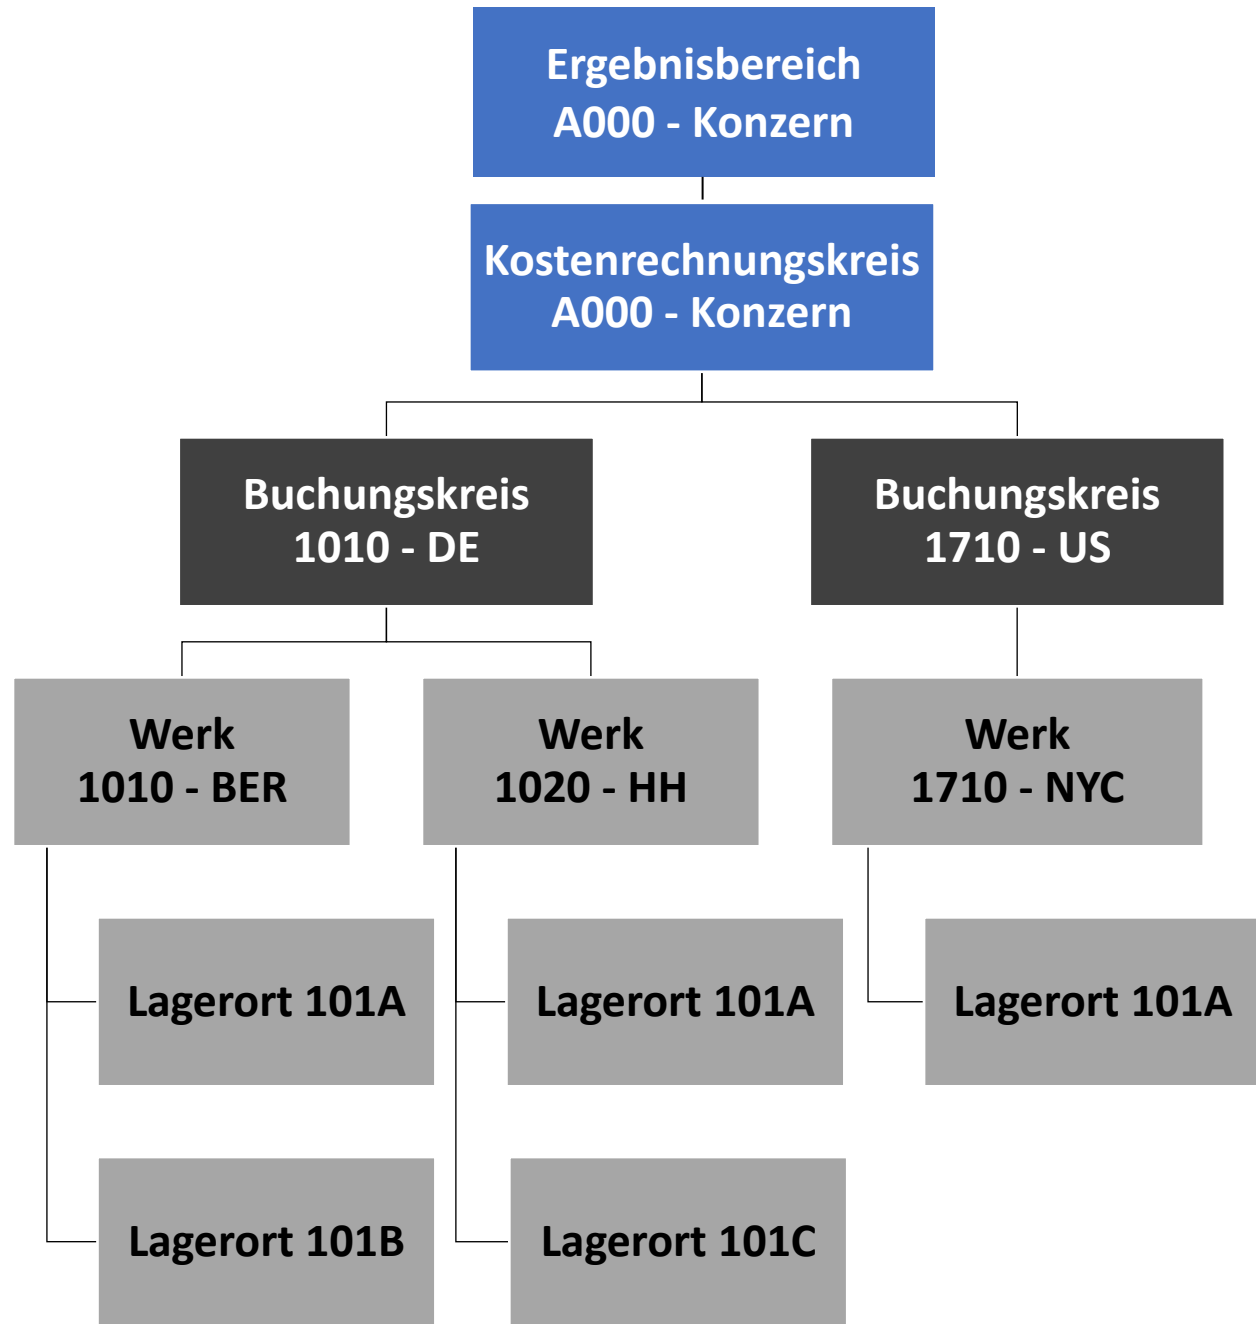 Ergebnisbereich
A000 - Konzern
Kostenrechnungskreis
A000 - Konzern
Buchungskreis
1010 - DE
Buchungskreis
1710 - US
Werk
1010 - BER
Werk
1020 - HH
Werk
1710 - NYC
Lagerort 101A
Lagerort 101A
Lagerort 101A
Lagerort 101B
Lagerort 101C